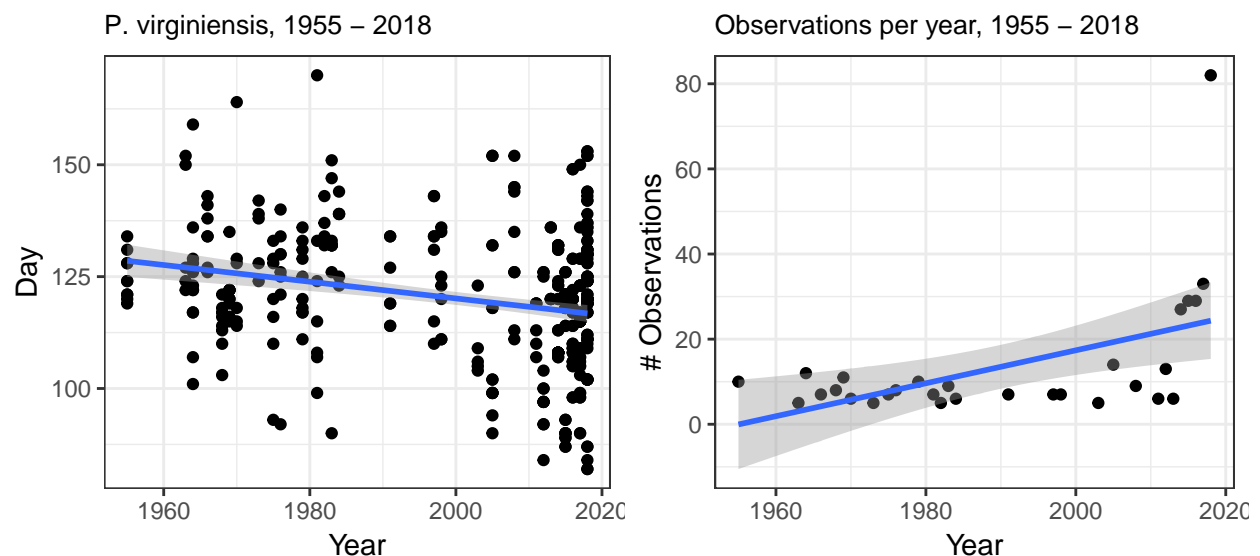 P. virginiensis, 1955 – 2018
Day
150
125
100
1960
1980
2000
2020
Year
Observations per year, 1955 – 2018
# Observations
80
60
40
20
0
1960
1980
2000
2020
Year